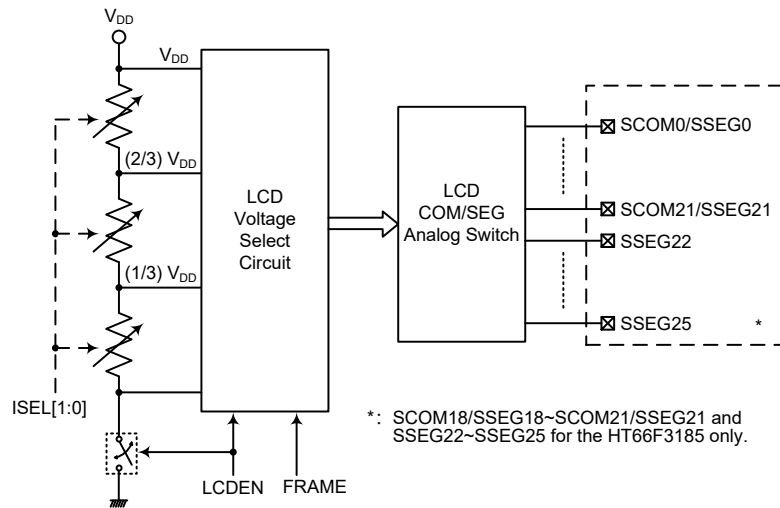 VDD
VDD
(2/3) VDD
(1/3) VDD
ISEL[1:0]
LCD
Voltage
Select
Circuit
LCDEN
FRAME
LCD
COM/SEG
Analog Switch
SCOM0/SSEG0
SCOM21/SSEG21
SSEG22
SSEG25
*
*: SCOM18/SSEG18~SCOM21/SSEG21 and
SSEG22~SSEG25 for the HT66F3185 only.